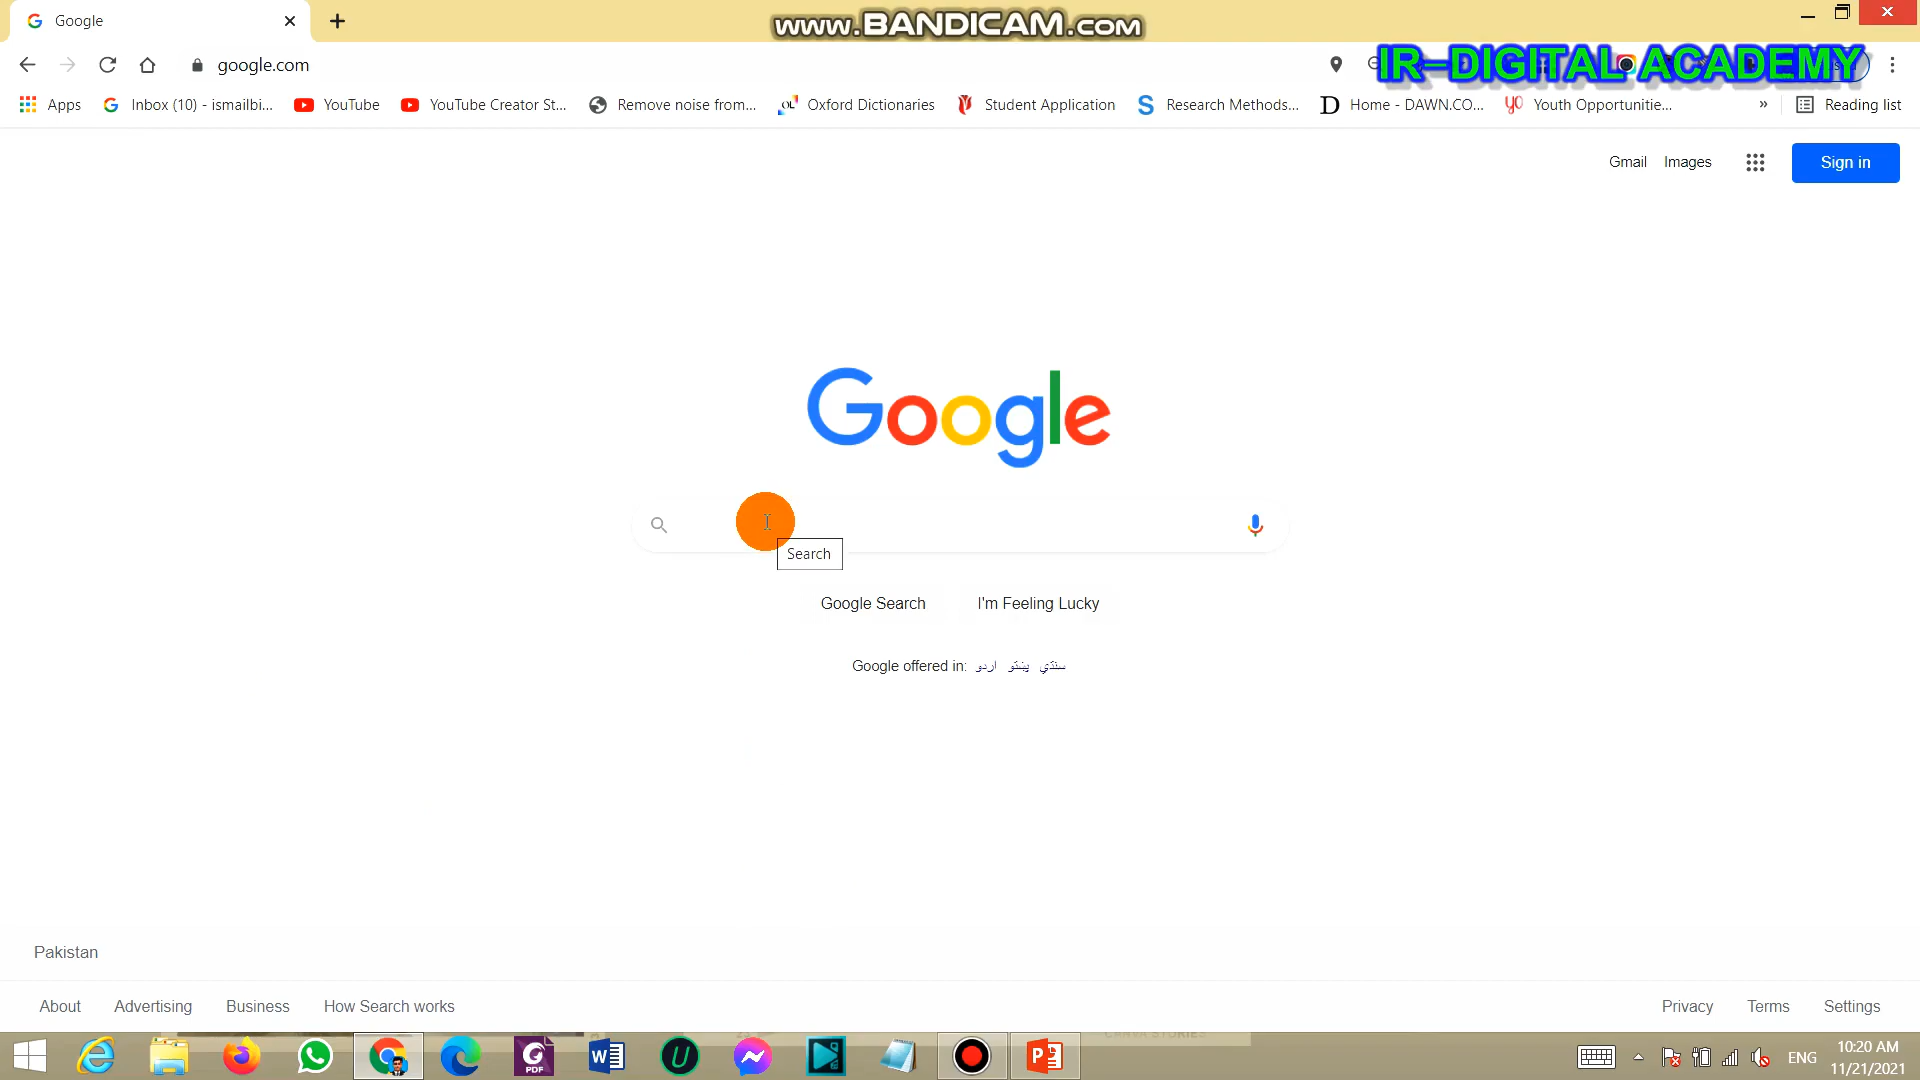 Google
www.BANDICAM.com
google.com
IR-DIGITAL ACADEMY
Apps
Inbox (10) - ismailbi...
YouTube
YouTube Creator St...
Remove noise from...
Oxford Dictionaries
Student Application
Research Methods...
Home - DAWN.CO...
Youth Opportunitie...
»
Reading list
Gmail
Images
Sign in
Google
Search
Google Search
I'm Feeling Lucky
Google offered in: اردو پښتو سنڌي
Pakistan
About
Advertising
Business
How Search works
Privacy
Terms
Settings
ENG
10:20 AM
11/21/2021